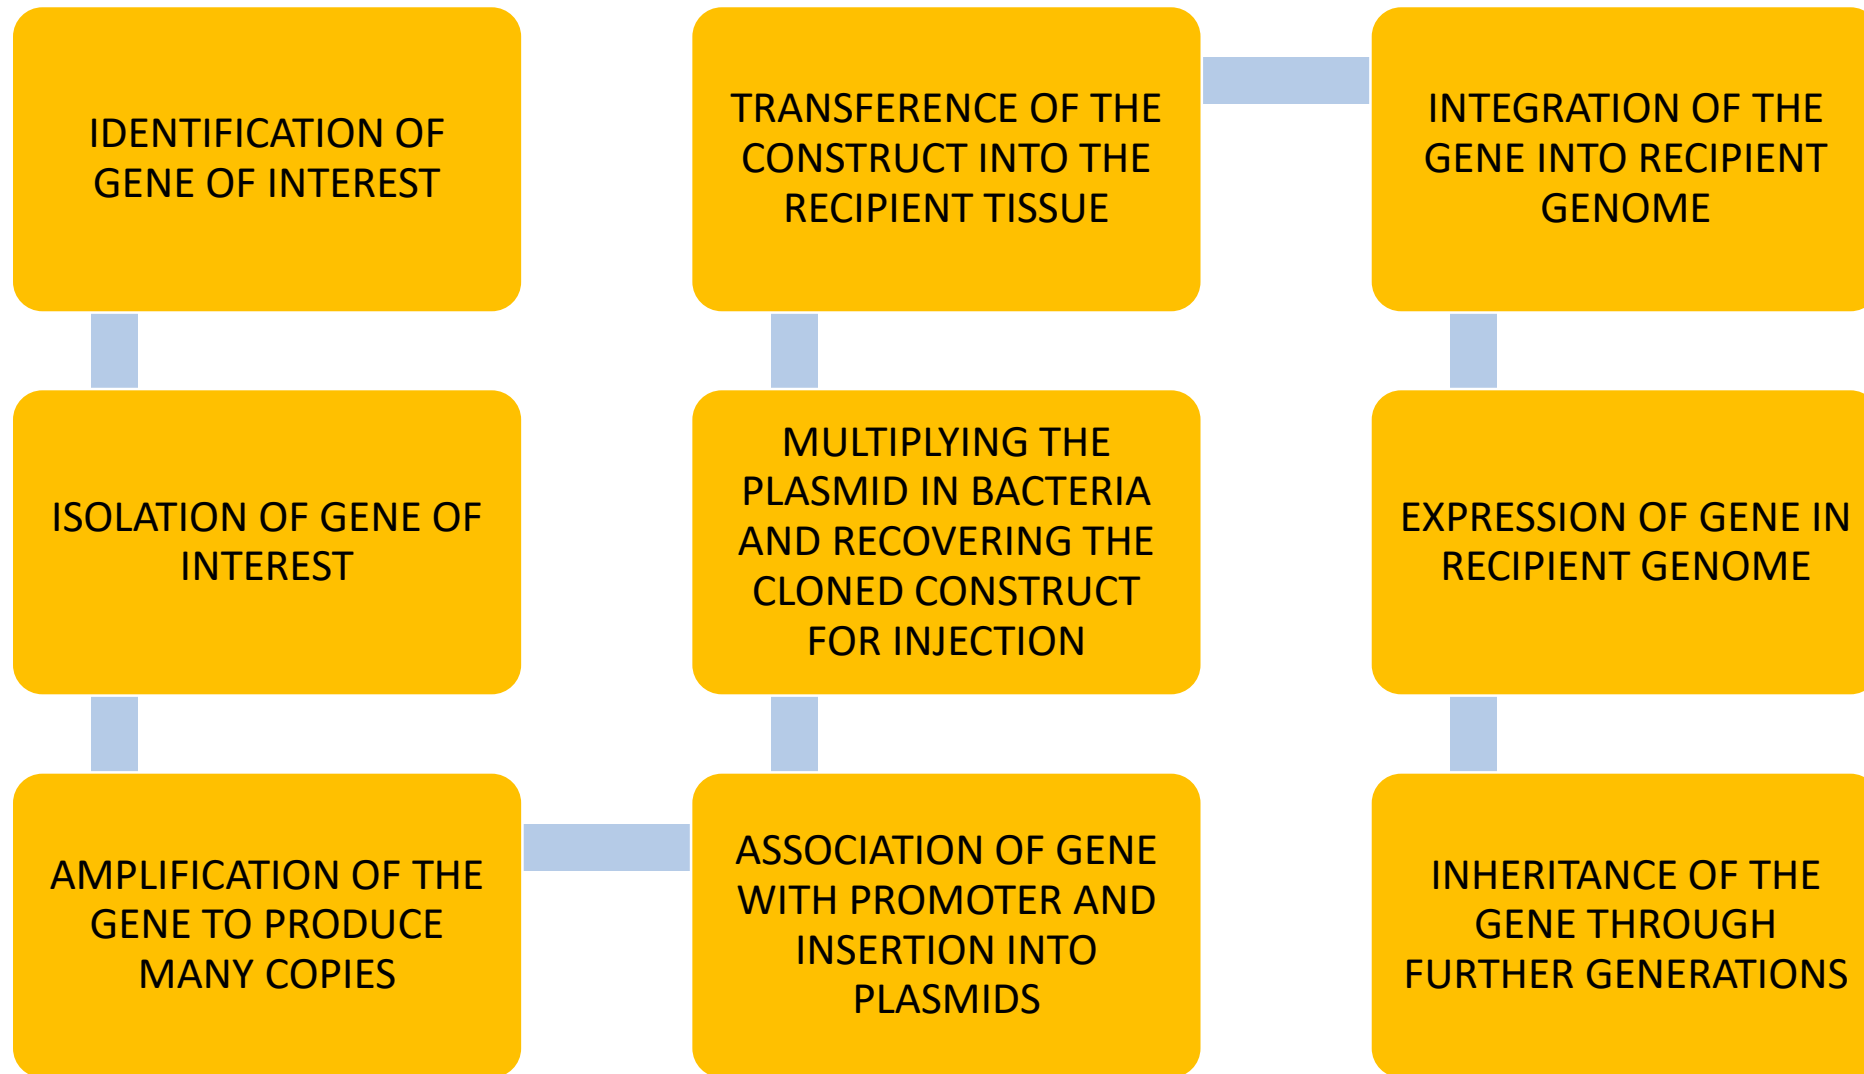 IDENTIFICATION OF
GENE OF INTEREST
ISOLATION OF GENE OF
INTEREST
AMPLIFICATION OF THE
GENE TO PRODUCE
MANY COPIES
ASSOCIATION OF GENE
WITH PROMOTER AND
INSERTION INTO
PLASMIDS
MULTIPLYING THE
PLASMID IN BACTERIA
AND RECOVERING THE
CLONED CONSTRUCT
FOR INJECTION
TRANSFERENCE OF THE
CONSTRUCT INTO THE
RECIPIENT TISSUE
INTEGRATION OF THE
GENE INTO RECIPIENT
GENOME
EXPRESSION OF GENE IN
RECIPIENT GENOME
INHERITANCE OF THE
GENE THROUGH
FURTHER GENERATIONS